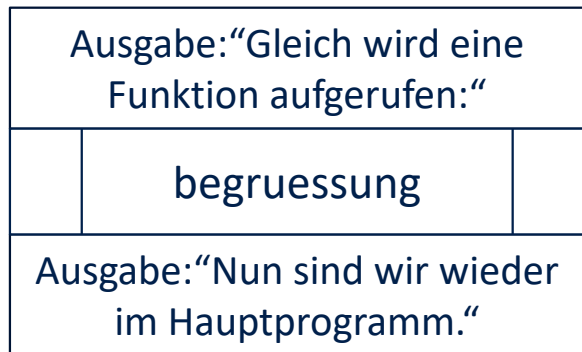 Ausgabe:“Gleich wird eine
Funktion aufgerufen:“
begruessung
Ausgabe:“Nun sind wir wieder
im Hauptprogramm.“